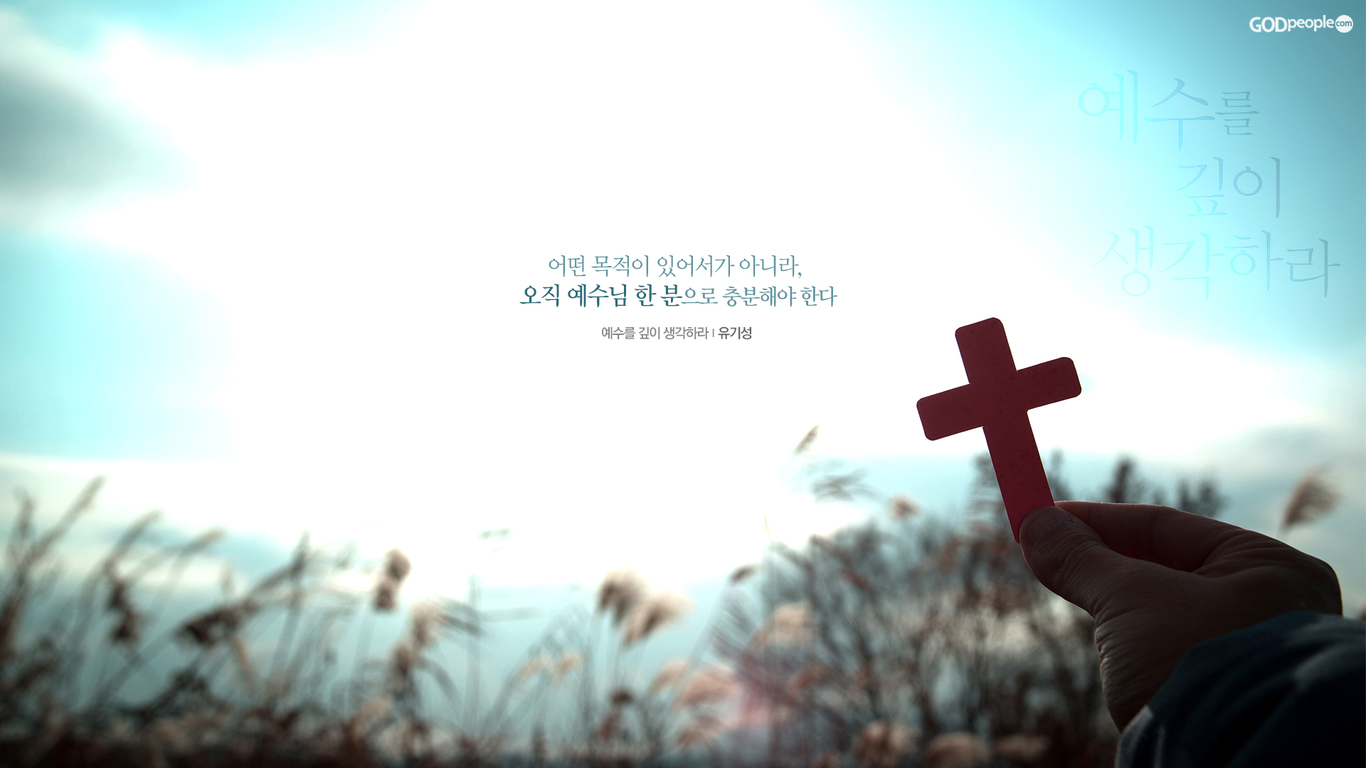 GODpeople.com
예수를
깊이
생각하라
어떤 목적이 있어서가 아니라,
오직 예수님 한 분으로 충분해야 한다
예수를 깊이 생각하라 | 유기성